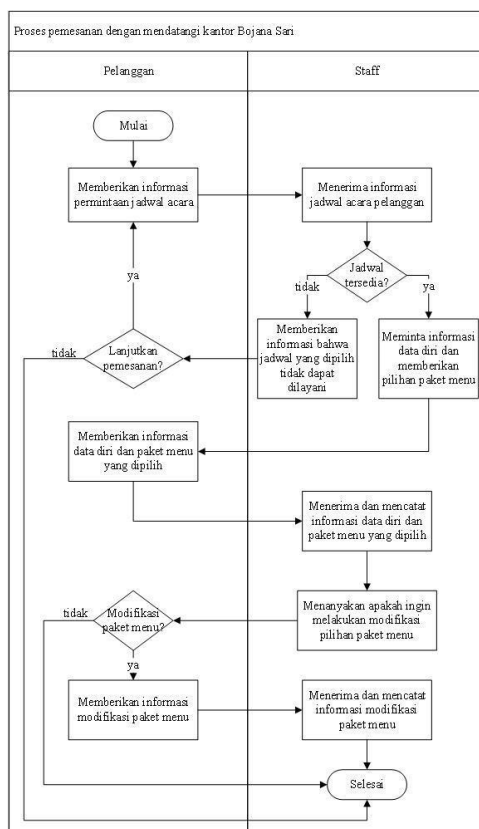 Proses pemesanan dengan mendatangi kantor Bojana Sari
Pelanggan
Staff
Mulai
Memberikan informasi
permintaan jadwal acara
Menerima informasi
jadwal acara pelanggan
Jadwal
tersedia?
tidak
ya
ya
Memberikan
informasi bahwa
jadwal yang dipilih
tidak dapat
dilayani
Meminta informasi
data diri dan
memberikan
pilihan paket menu
tidak
Lanjutkan
pemesanan?
Memberikan informasi
data diri dan paket menu
yang dipilih
Menerima dan mencatat
informasi data diri dan
paket menu yang dipilih
tidak
Modifikasi
paket menu?
Menanyakan apakah ingin
melakukan modifikasi
pilihan paket menu
ya
Memberikan informasi
modifikasi paket menu
Menerima dan mencatat
informasi modifikasi
paket menu
Selesai